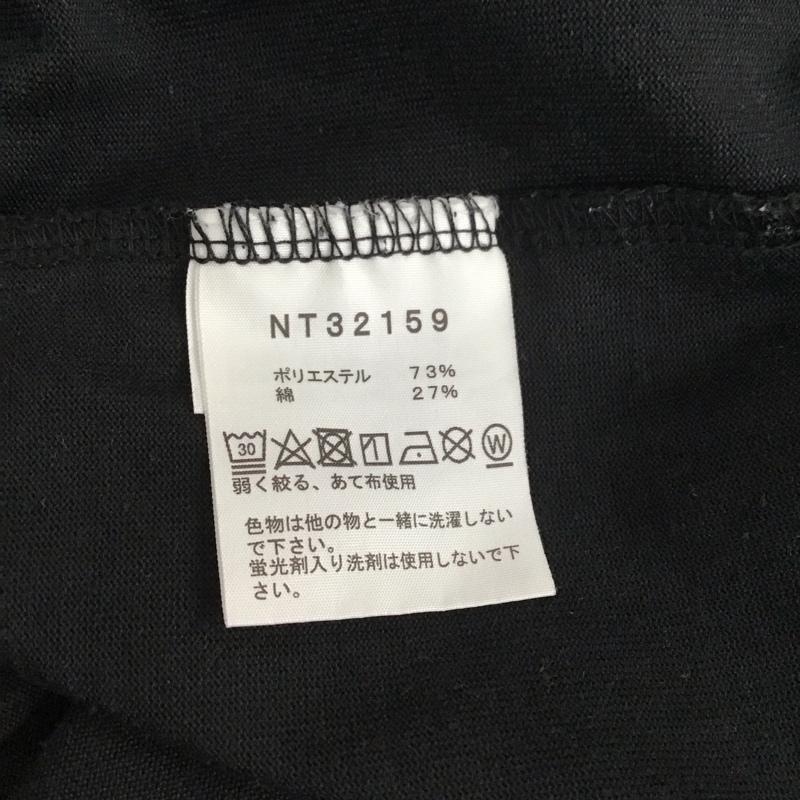 NT32159
ポリエステル 73%
綿 27%
30 W
弱く絞る、あて布使用
色物は他の物と一緒に洗濯しない
で下さい。
蛍光剤入り洗剤は使用しないで下
さい。